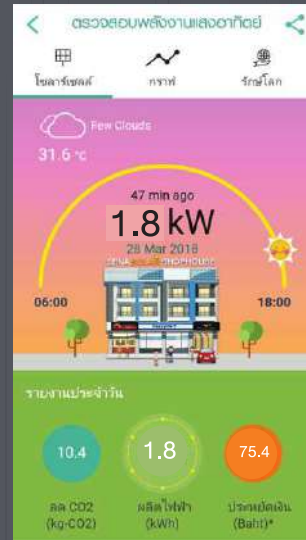 ตรวจสอบพลังงานแสงอาทิตย์
โซลาร์เซลล์ กราฟ รักษ์โลก
Few Clouds
31.6 °C
47 min ago
1.8 kW
28 Mar 2018
SENA SOLAR SHOPHOUSE
06:00 18:00
รายงานประจำวัน
10.4 1.8 75.4
ลด CO2 ผลิตไฟฟ้า ประหยัดเงิน
(kg-CO2) (kWh) (Baht)*